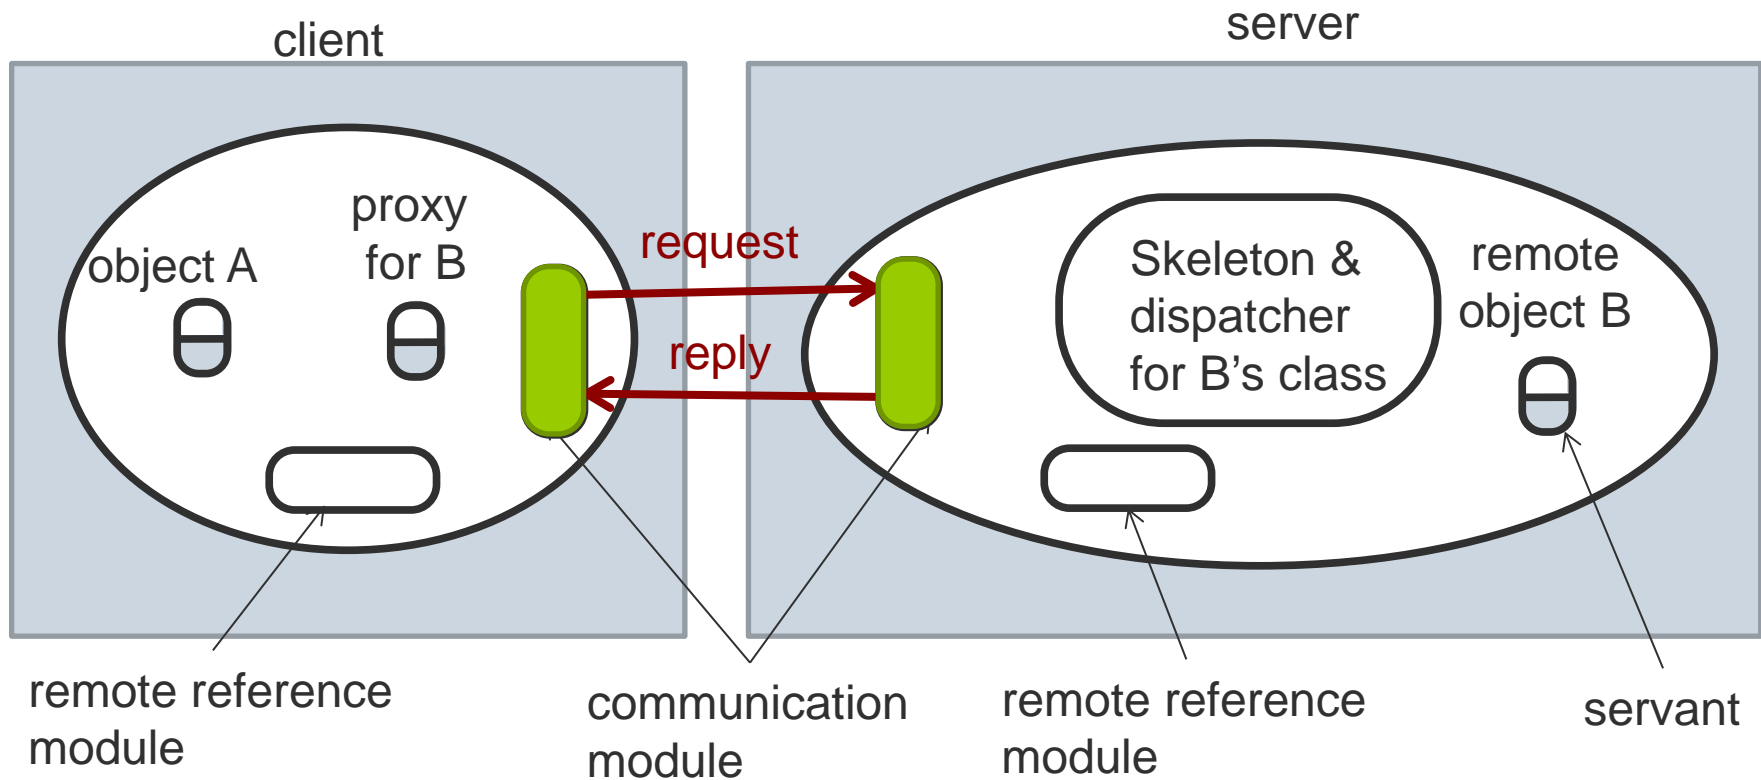 client
server
object A
proxy
for B
request
reply
Skeleton &
dispatcher
for B's class
remote
object B
remote reference
module
communication
module
remote reference
module
servant